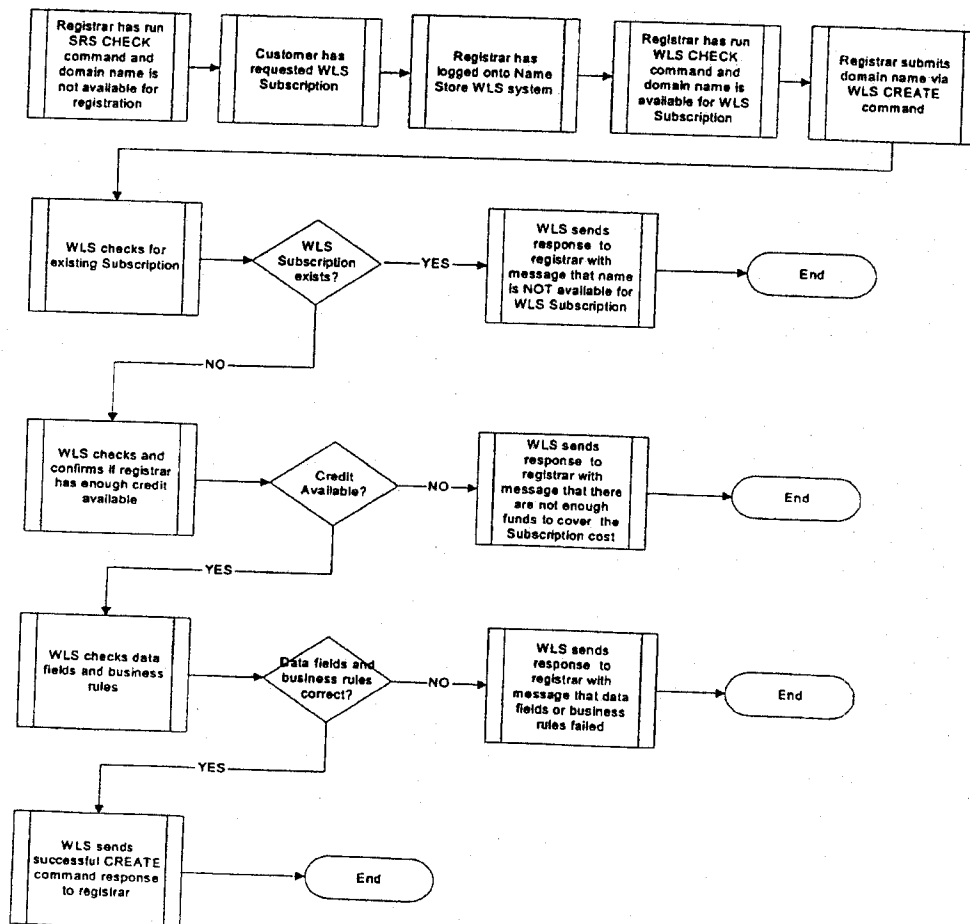 Registrar has run
SRS CHECK
command and
domain name is
not available for
registration
Customer has
requested WLS
Subscription
Registrar has
logged onto Name
Store WLS system
Registrar has run
WLS CHECK
command and
domain name is
available for WLS
Subscription
Registrar submits
domain name via
WLS CREATE
command
WLS checks for
existing Subscription
WLS
Subscription
exists?
YES
WLS sends
response to
registrar with
message that name
is NOT available for
WLS Subscription
End
NO
WLS checks and
confirms if registrar
has enough credit
available
Credit
Available?
NO
WLS sends
response to
registrar with
message that there
are not enough
funds to cover the
Subscription cost
End
YES
WLS checks data
fields and business
rules
Data fields and
business rules
correct?
NO
WLS sends
response to
registrar with
message that data
fields or business
rules failed
End
YES
WLS sends
successful CREATE
command response
to registrar
End